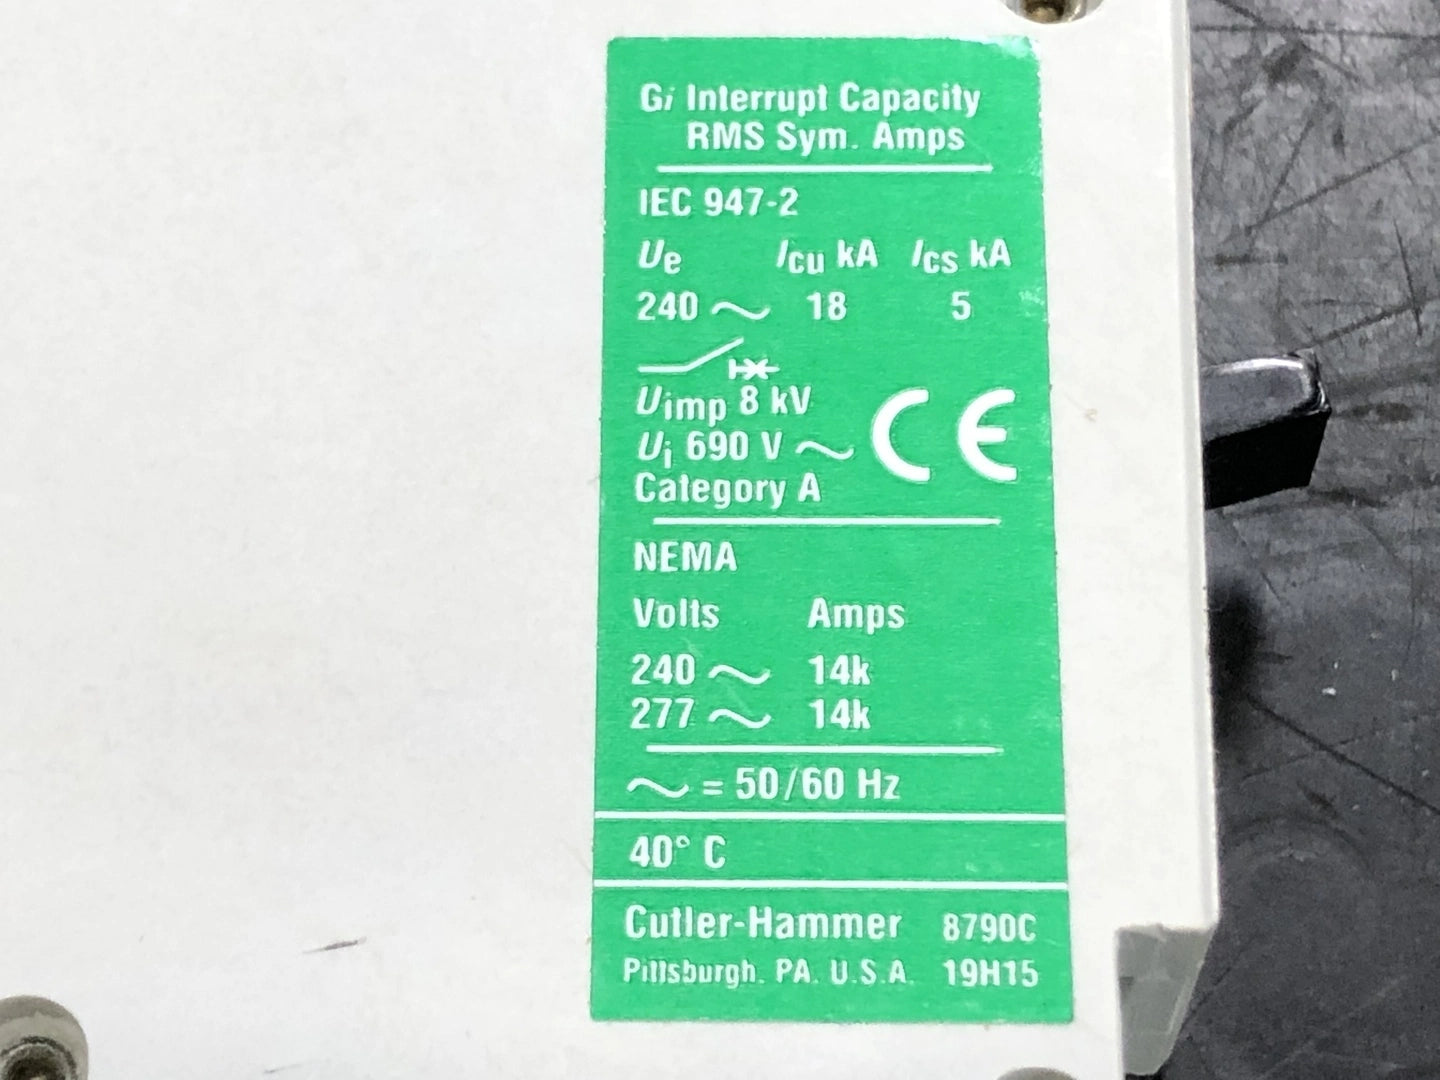 Gi Interrupt Capacity
RMS Sym. Amps
IEC 947-2
Ue Icu kA Ics kA
240 ~ 18 5
Uimp 8 kV
Ui 690 V ~
CE
Category A
NEMA
Volts Amps
240 ~ 14k
277 ~ 14k
~ = 50/60 Hz
40° C
Cutler-Hammer 8790C
Pittsburgh. PA. U.S.A. 19H15